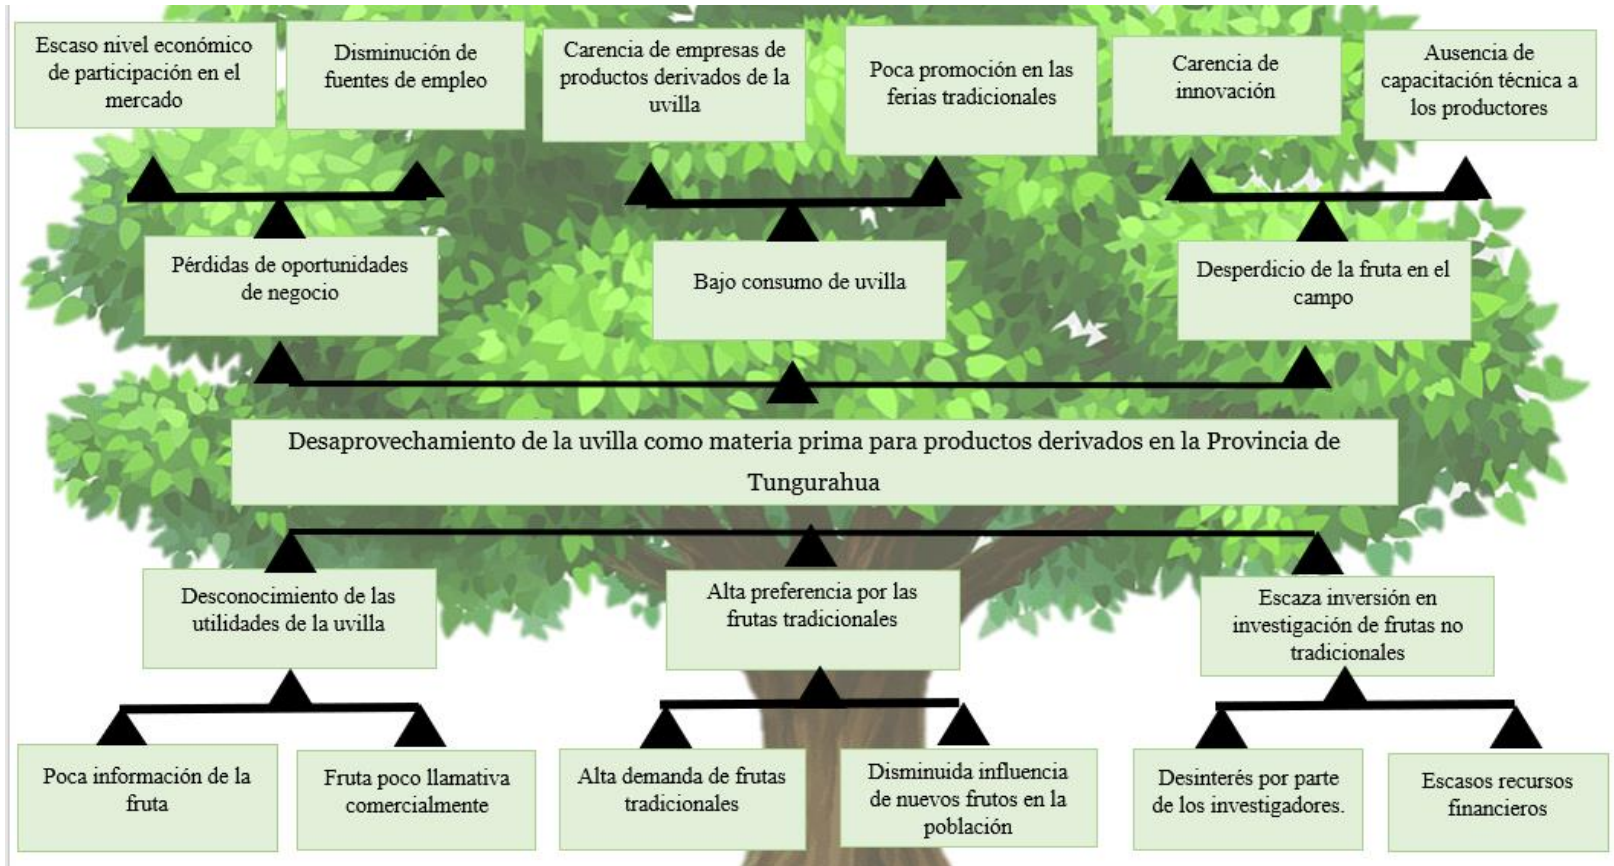 Escaso nivel económico
de participación en el
mercado
Disminución de
fuentes de empleo
Carencia de empresas de
productos derivados de la
uvilla
Poca promoción en las
ferias tradicionales
Carencia de
innovación
Ausencia de
capacitación técnica a
los productores
Pérdidas de oportunidades
de negocio
Bajo consumo de uvilla
Desperdicio de la fruta en el
campo
Desaprovechamiento de la uvilla como materia prima para productos derivados en la Provincia de
Tungurahua
Desconocimiento de las
utilidades de la uvilla
Alta preferencia por las
frutas tradicionales
Escaza inversión en
investigación de frutas no
tradicionales
Poca información de la
fruta
Fruta poco llamativa
comercialmente
Alta demanda de frutas
tradicionales
Disminuida influencia
de nuevos frutos en la
población
Desinterés por parte
de los investigadores.
Escasos recursos
financieros